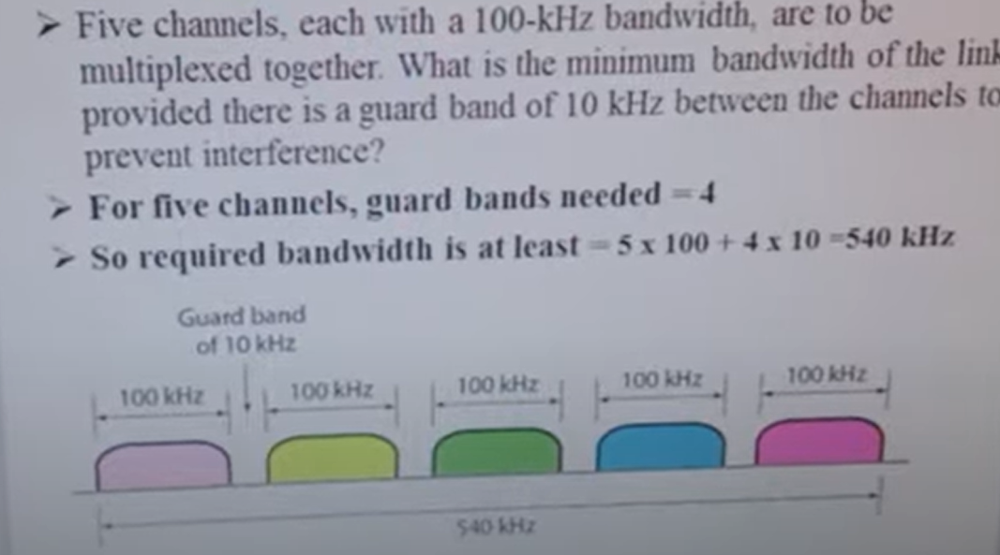 ➢ Five channels, each with a 100-kHz bandwidth, are to be
multiplexed together. What is the minimum bandwidth of the link
provided there is a guard band of 10 kHz between the channels to
prevent interference?
➢ For five channels, guard bands needed = 4
➢ So required bandwidth is at least = 5 x 100 + 4 x 10 =540 kHz
Guard band
of 10 kHz
100 kHz 100 kHz 100 kHz 100 kHz 100 kHz
540 kHz